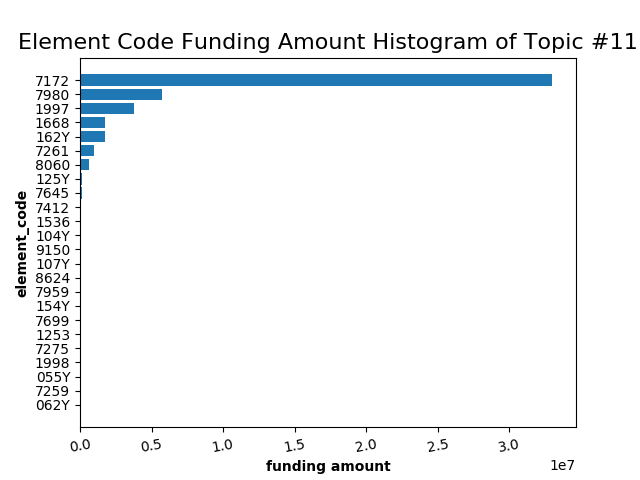 Element Code Funding Amount Histogram of Topic #11
7172
7980
1997
1668
162Y
7261
8060
125Y
7645
7412
1536
104Y
9150
107Y
8624
7959
154Y
7699
1253
7275
1998
055Y
7259
062Y
element_code
0.0 0.5 1.0 1.5 2.0 2.5 3.0
1e7
funding amount